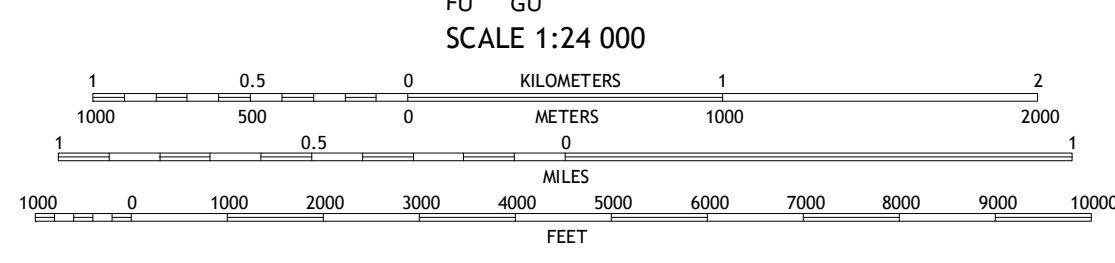 FU GU
SCALE 1:24 000
1 0.5 0 KILOMETERS 1 2
1000 500 0 METERS 1000 2000
1 0.5 0 1
MILES
1000 0 1000 2000 3000 4000 5000 6000 7000 8000 9000 10000
FEET